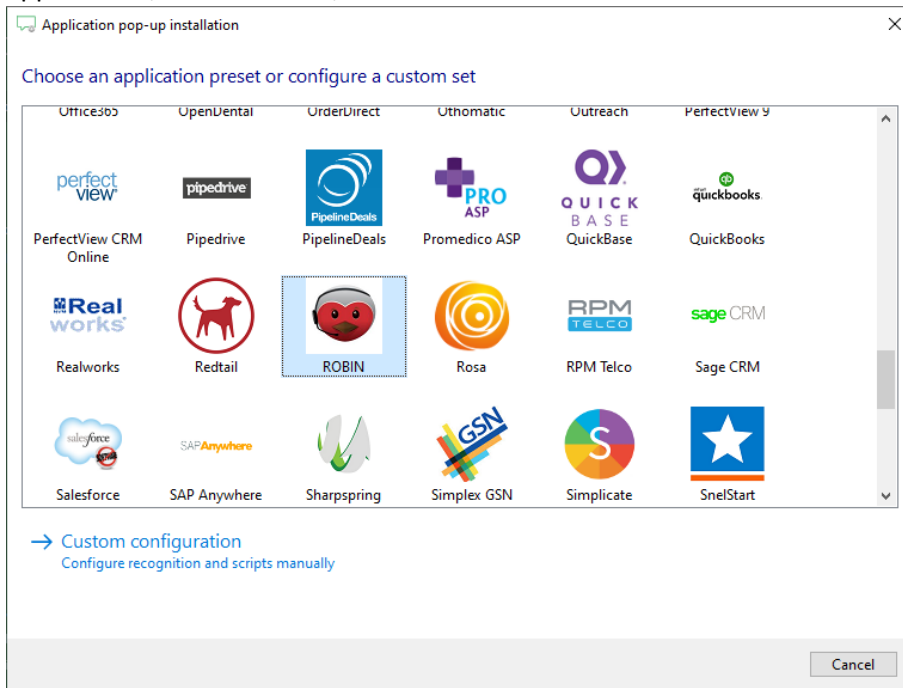 Application pop-up installation
Choose an application preset or configure a custom set
Office365 OpenDental OrderDirect Othomatic Outreach PerfectView 9
perfect view
pipedrive
PipelineDeals
PRO ASP
QUICK BASE
quickbooks.
PerfectView CRM Online
Pipedrive
PipelineDeals
Promedico ASP
QuickBase
QuickBooks
Real works
RPM TELCO
sage CRM
Realworks
Redtail
ROBIN
Rosa
RPM Telco
Sage CRM
salesforce
SAP Anywhere
GSN
S
Salesforce
SAP Anywhere
Sharpspring
Simplex GSN
Simplicate
SnelStart
Custom configuration
Configure recognition and scripts manually
Cancel